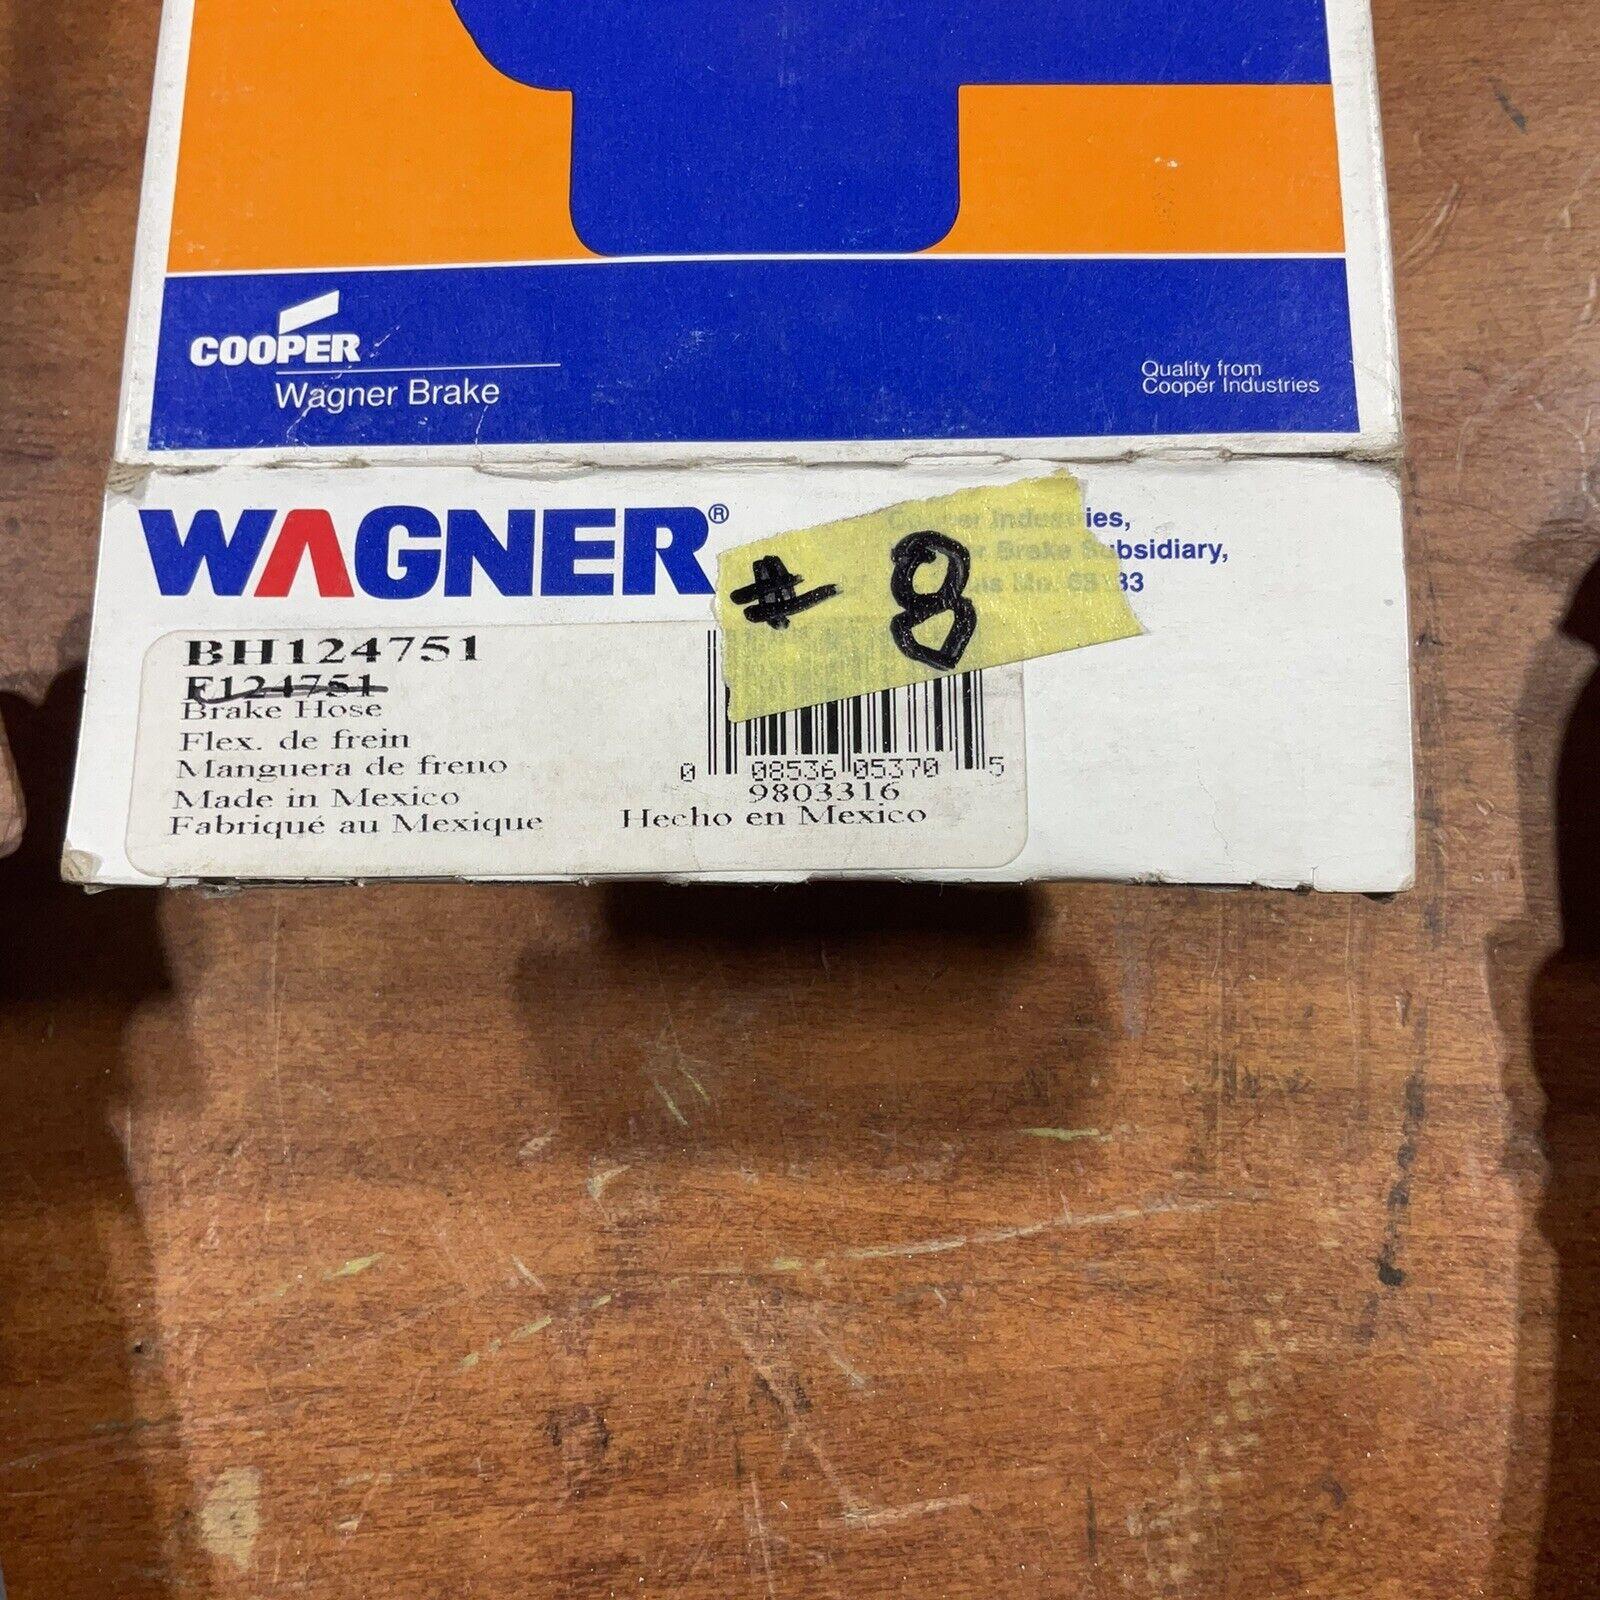 COOPER
Wagner Brake
Quality from
Cooper Industries
WAGNER®
Cooper Industries,
Brake Subsidiary,
# 8
BH124751
F124751
Brake Hose
Flex. de frein
Manguera de freno
Made in Mexico
Fabriqué au Mexique
0 08536 05370 5
9803316
Hecho en Mexico